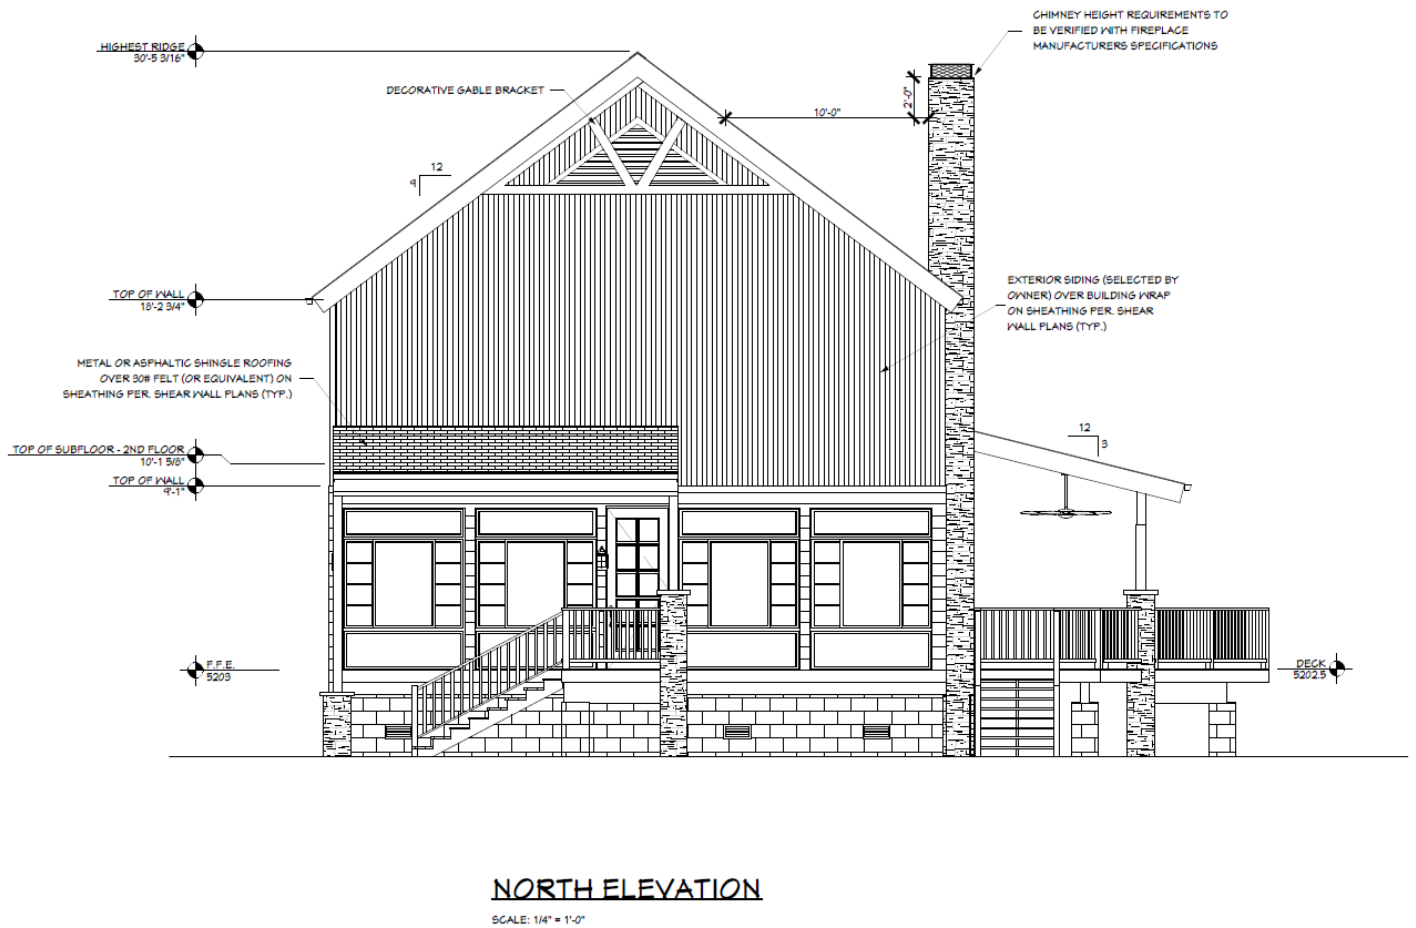 CHIMNEY HEIGHT REQUIREMENTS TO
BE VERIFIED WITH FIREPLACE
MANUFACTURERS SPECIFICATIONS
HIGHEST RIDGE
30'-5 3/16"
DECORATIVE GABLE BRACKET
2'-0"
10'-0"
12
9
EXTERIOR SIDING (SELECTED BY
OWNER) OVER BUILDING WRAP
ON SHEATHING PER. SHEAR
WALL PLANS (TYP.)
TOP OF WALL
18'-2 3/4"
METAL OR ASPHALTIC SHINGLE ROOFING
OVER 30# FELT (OR EQUIVALENT) ON
SHEATHING PER. SHEAR WALL PLANS (TYP.)
12
3
TOP OF SUBFLOOR - 2ND FLOOR
10'-1 5/8"
TOP OF WALL
9'-1"
F.F.E.
5203
DECK
5202.5
NORTH ELEVATION
SCALE: 1/4" = 1'-0"